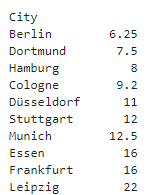 City
Berlin 6.25
Dortmund 7.5
Hamburg 8
Cologne 9.2
Düsseldorf 11
Stuttgart 12
Munich 12.5
Essen 16
Frankfurt 16
Leipzig 22